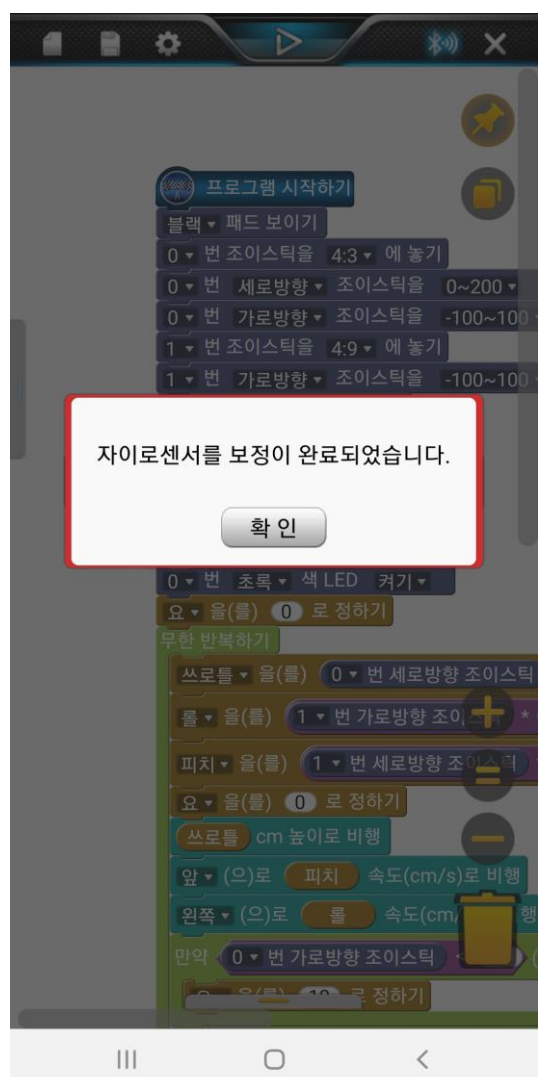 프로그램 시작하기
블랙 패드 보이기
0 번 조이스틱을 4:3 에 놓기
0 번 세로방향 조이스틱을 0~200
0 번 가로방향 조이스틱을 -100~100
1 번 조이스틱을 4:9 에 놓기
1 번 가로방향 조이스틱을 -100~100
자이로센서를 보정이 완료되었습니다.
확인
0 번 초록 색 LED 켜기
요 을(를) 0 로 정하기
무한 반복하기
쓰로틀 을(를) 0 번 세로방향 조이스틱
롤 을(를) 1 번 가로방향 조이 *
피치 을(를) 1 번 세로방향
요 을(를) 0 로 정하기
쓰로틀 cm 높이로 비행
앞 (으)로 피치 속도(cm/s)로 비행
왼쪽 (으)로 롤 속도(cm/ 행
만약 0 번 가로방향 조이스틱 <
로 정하기